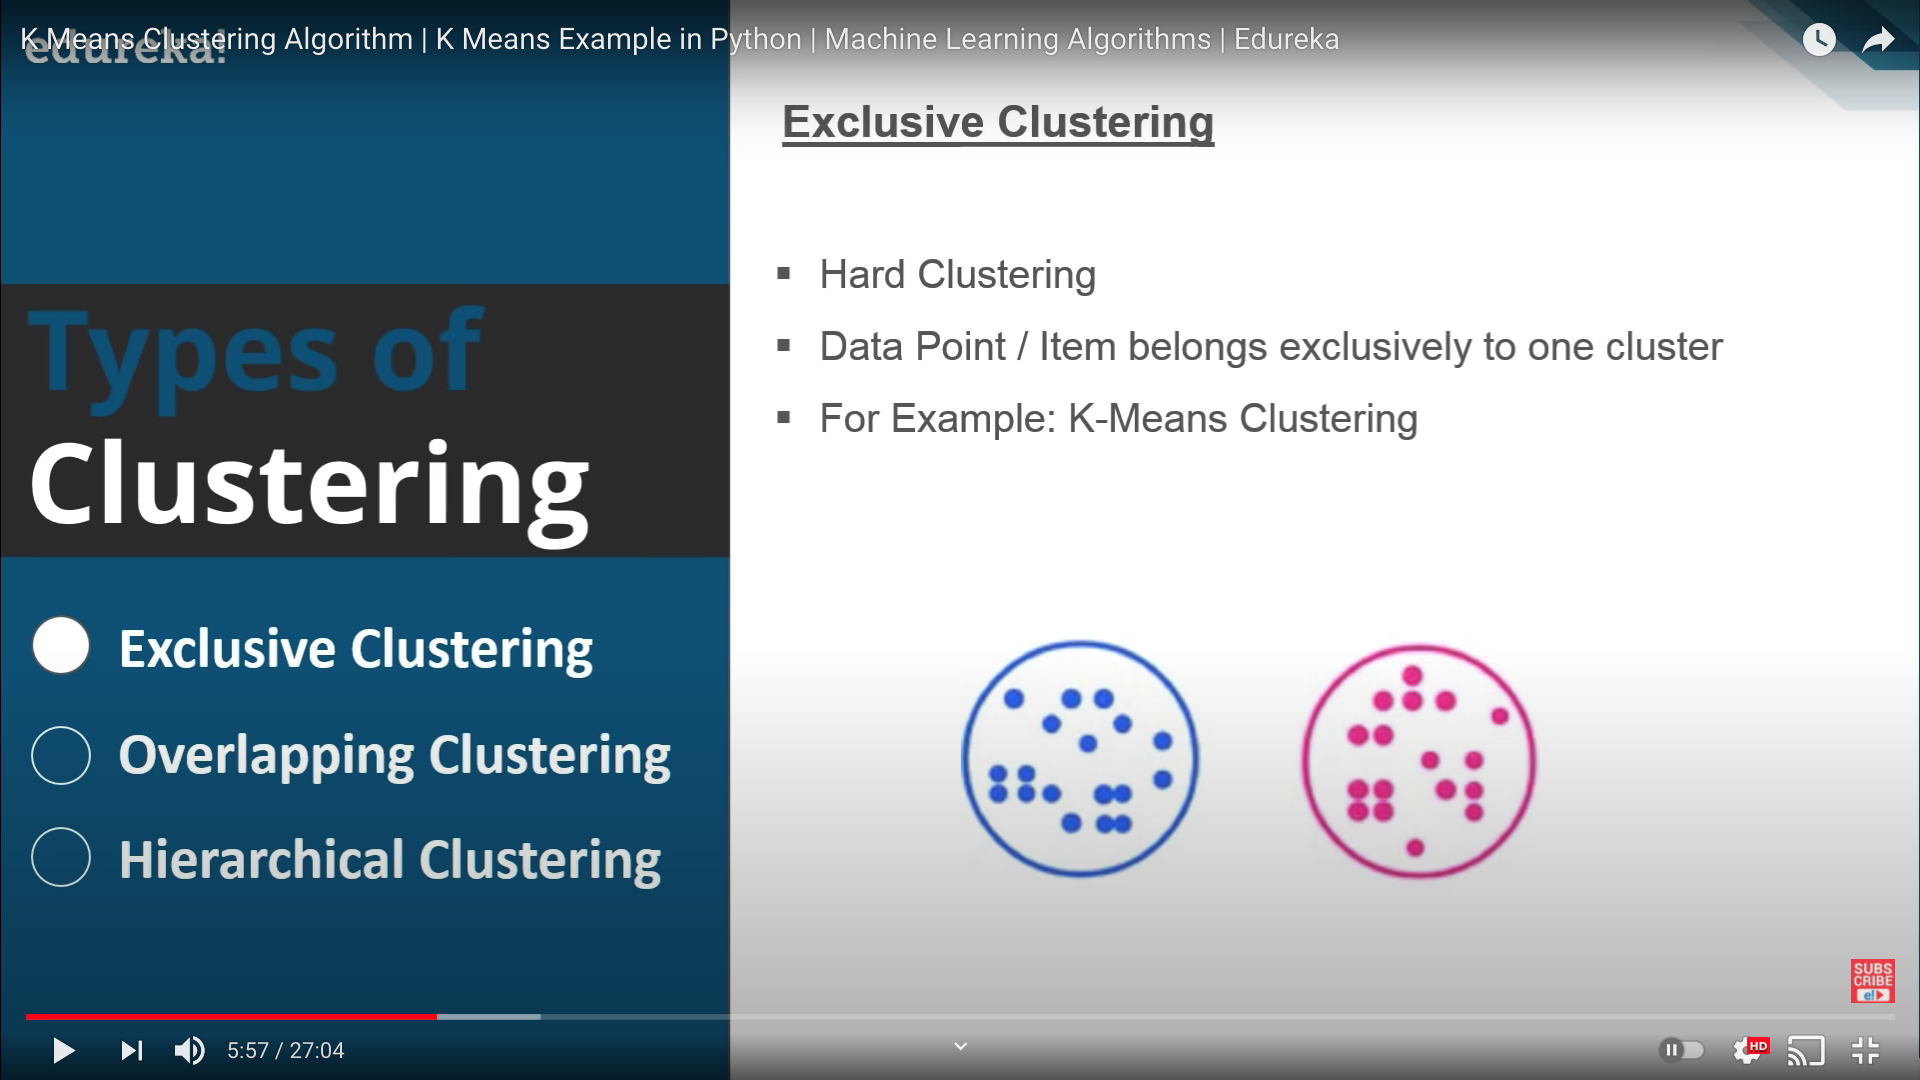 K Means Clustering Algorithm | K Means Example in Python | Machine Learning Algorithms | Edureka
edureka!
Exclusive Clustering
▪ Hard Clustering
▪ Data Point / Item belongs exclusively to one cluster
▪ For Example: K-Means Clustering
Types of
Clustering
Exclusive Clustering
Overlapping Clustering
Hierarchical Clustering
SUBS
CRIBE
e!
5:57 / 27:04
HD